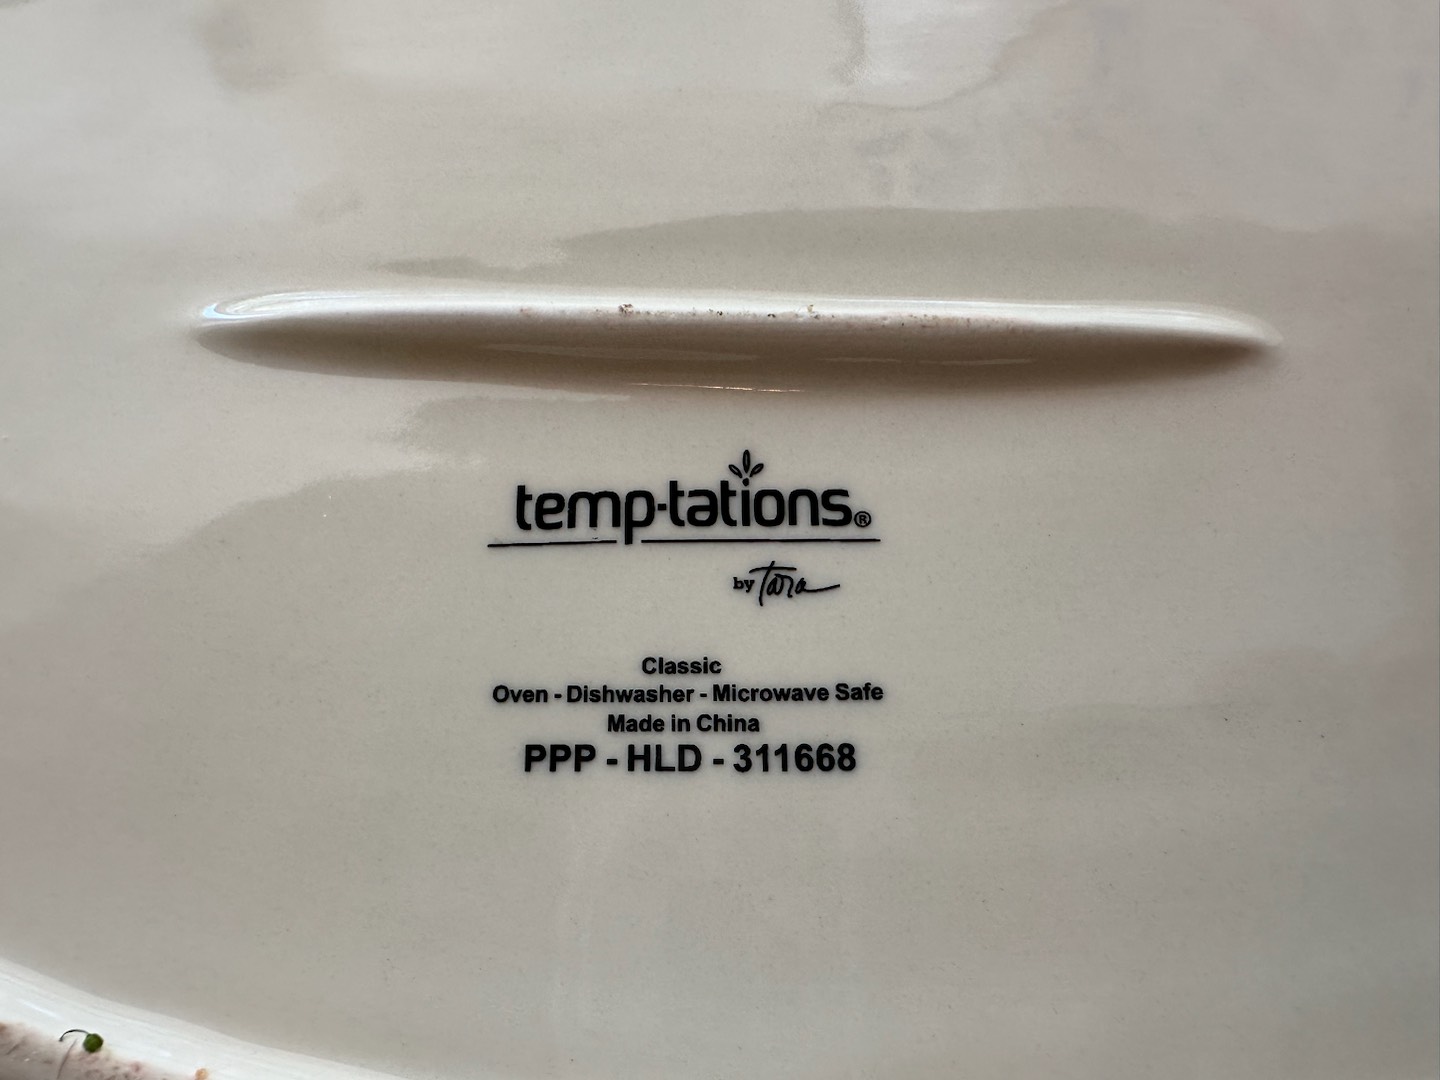 temp-tations®
by Tara
Classic
Oven - Dishwasher - Microwave Safe
Made in China
PPP - HLD - 311668